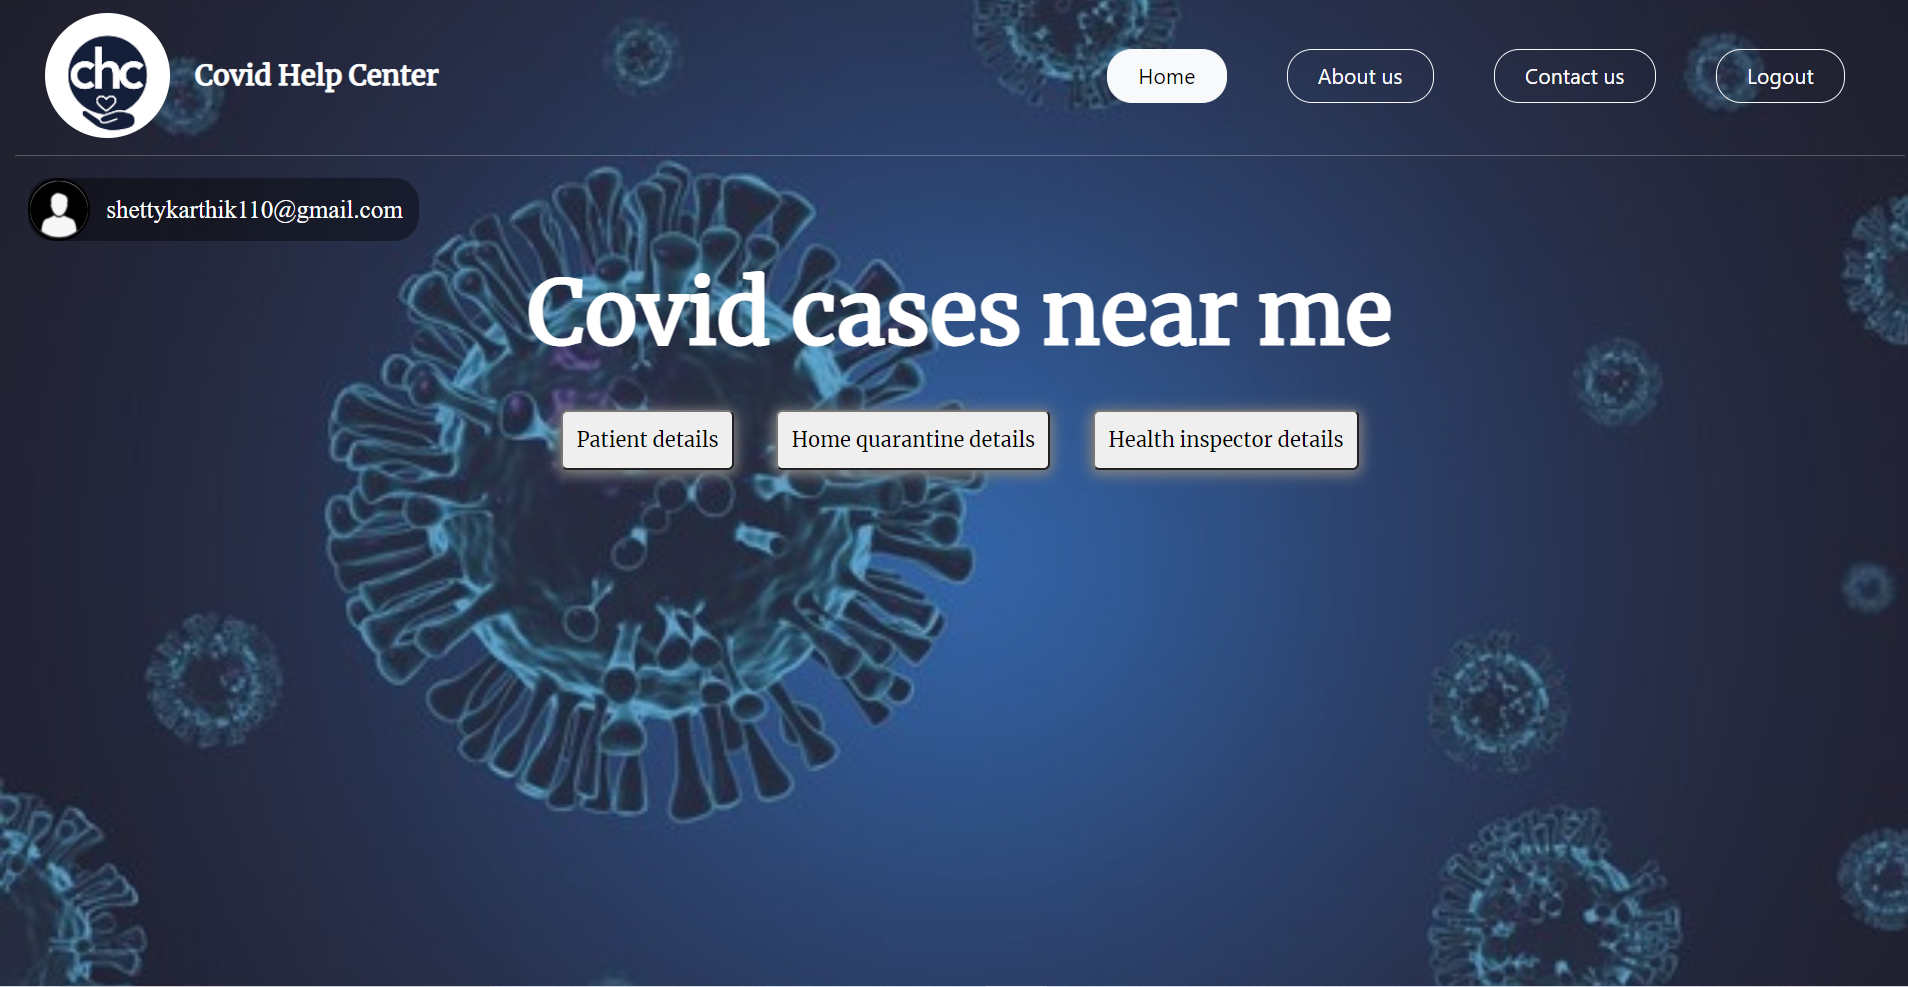 chc
Covid Help Center
Home
About us
Contact us
Logout
shettykarthik110@gmail.com
Covid cases near me
Patient details
Home quarantine details
Health inspector details